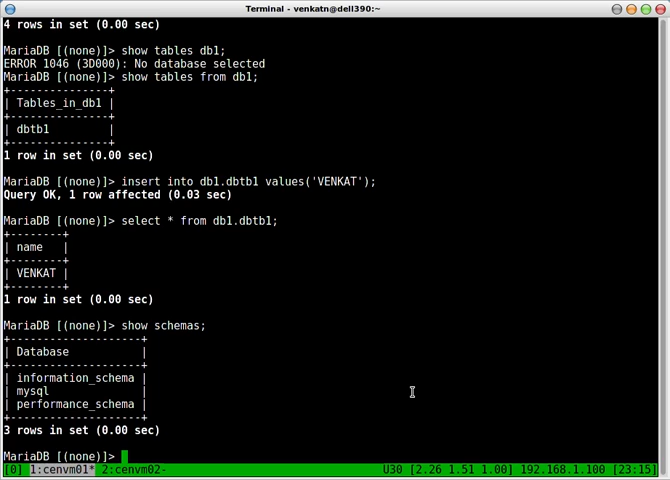 Terminal - venkatn@dell390:~
4 rows in set (0.00 sec)
MariaDB [(none)]> show tables db1;
ERROR 1046 (3D000): No database selected
MariaDB [(none)]> show tables from db1;
+---------------+
| Tables_in_db1 |
+---------------+
| dbtb1         |
+---------------+
1 row in set (0.00 sec)
MariaDB [(none)]> insert into db1.dbtb1 values('VENKAT');
Query OK, 1 row affected (0.03 sec)
MariaDB [(none)]> select * from db1.dbtb1;
+--------+
| name   |
+--------+
| VENKAT |
+--------+
1 row in set (0.00 sec)
MariaDB [(none)]> show schemas;
+--------------------+
| Database           |
+--------------------+
| information_schema |
| mysql              |
| performance_schema |
+--------------------+
3 rows in set (0.00 sec)
MariaDB [(none)]>
[0] 1:cenvm01* 2:cenvm02- U30 [2.26 1.51 1.00] 192.168.1.100 [23:15]